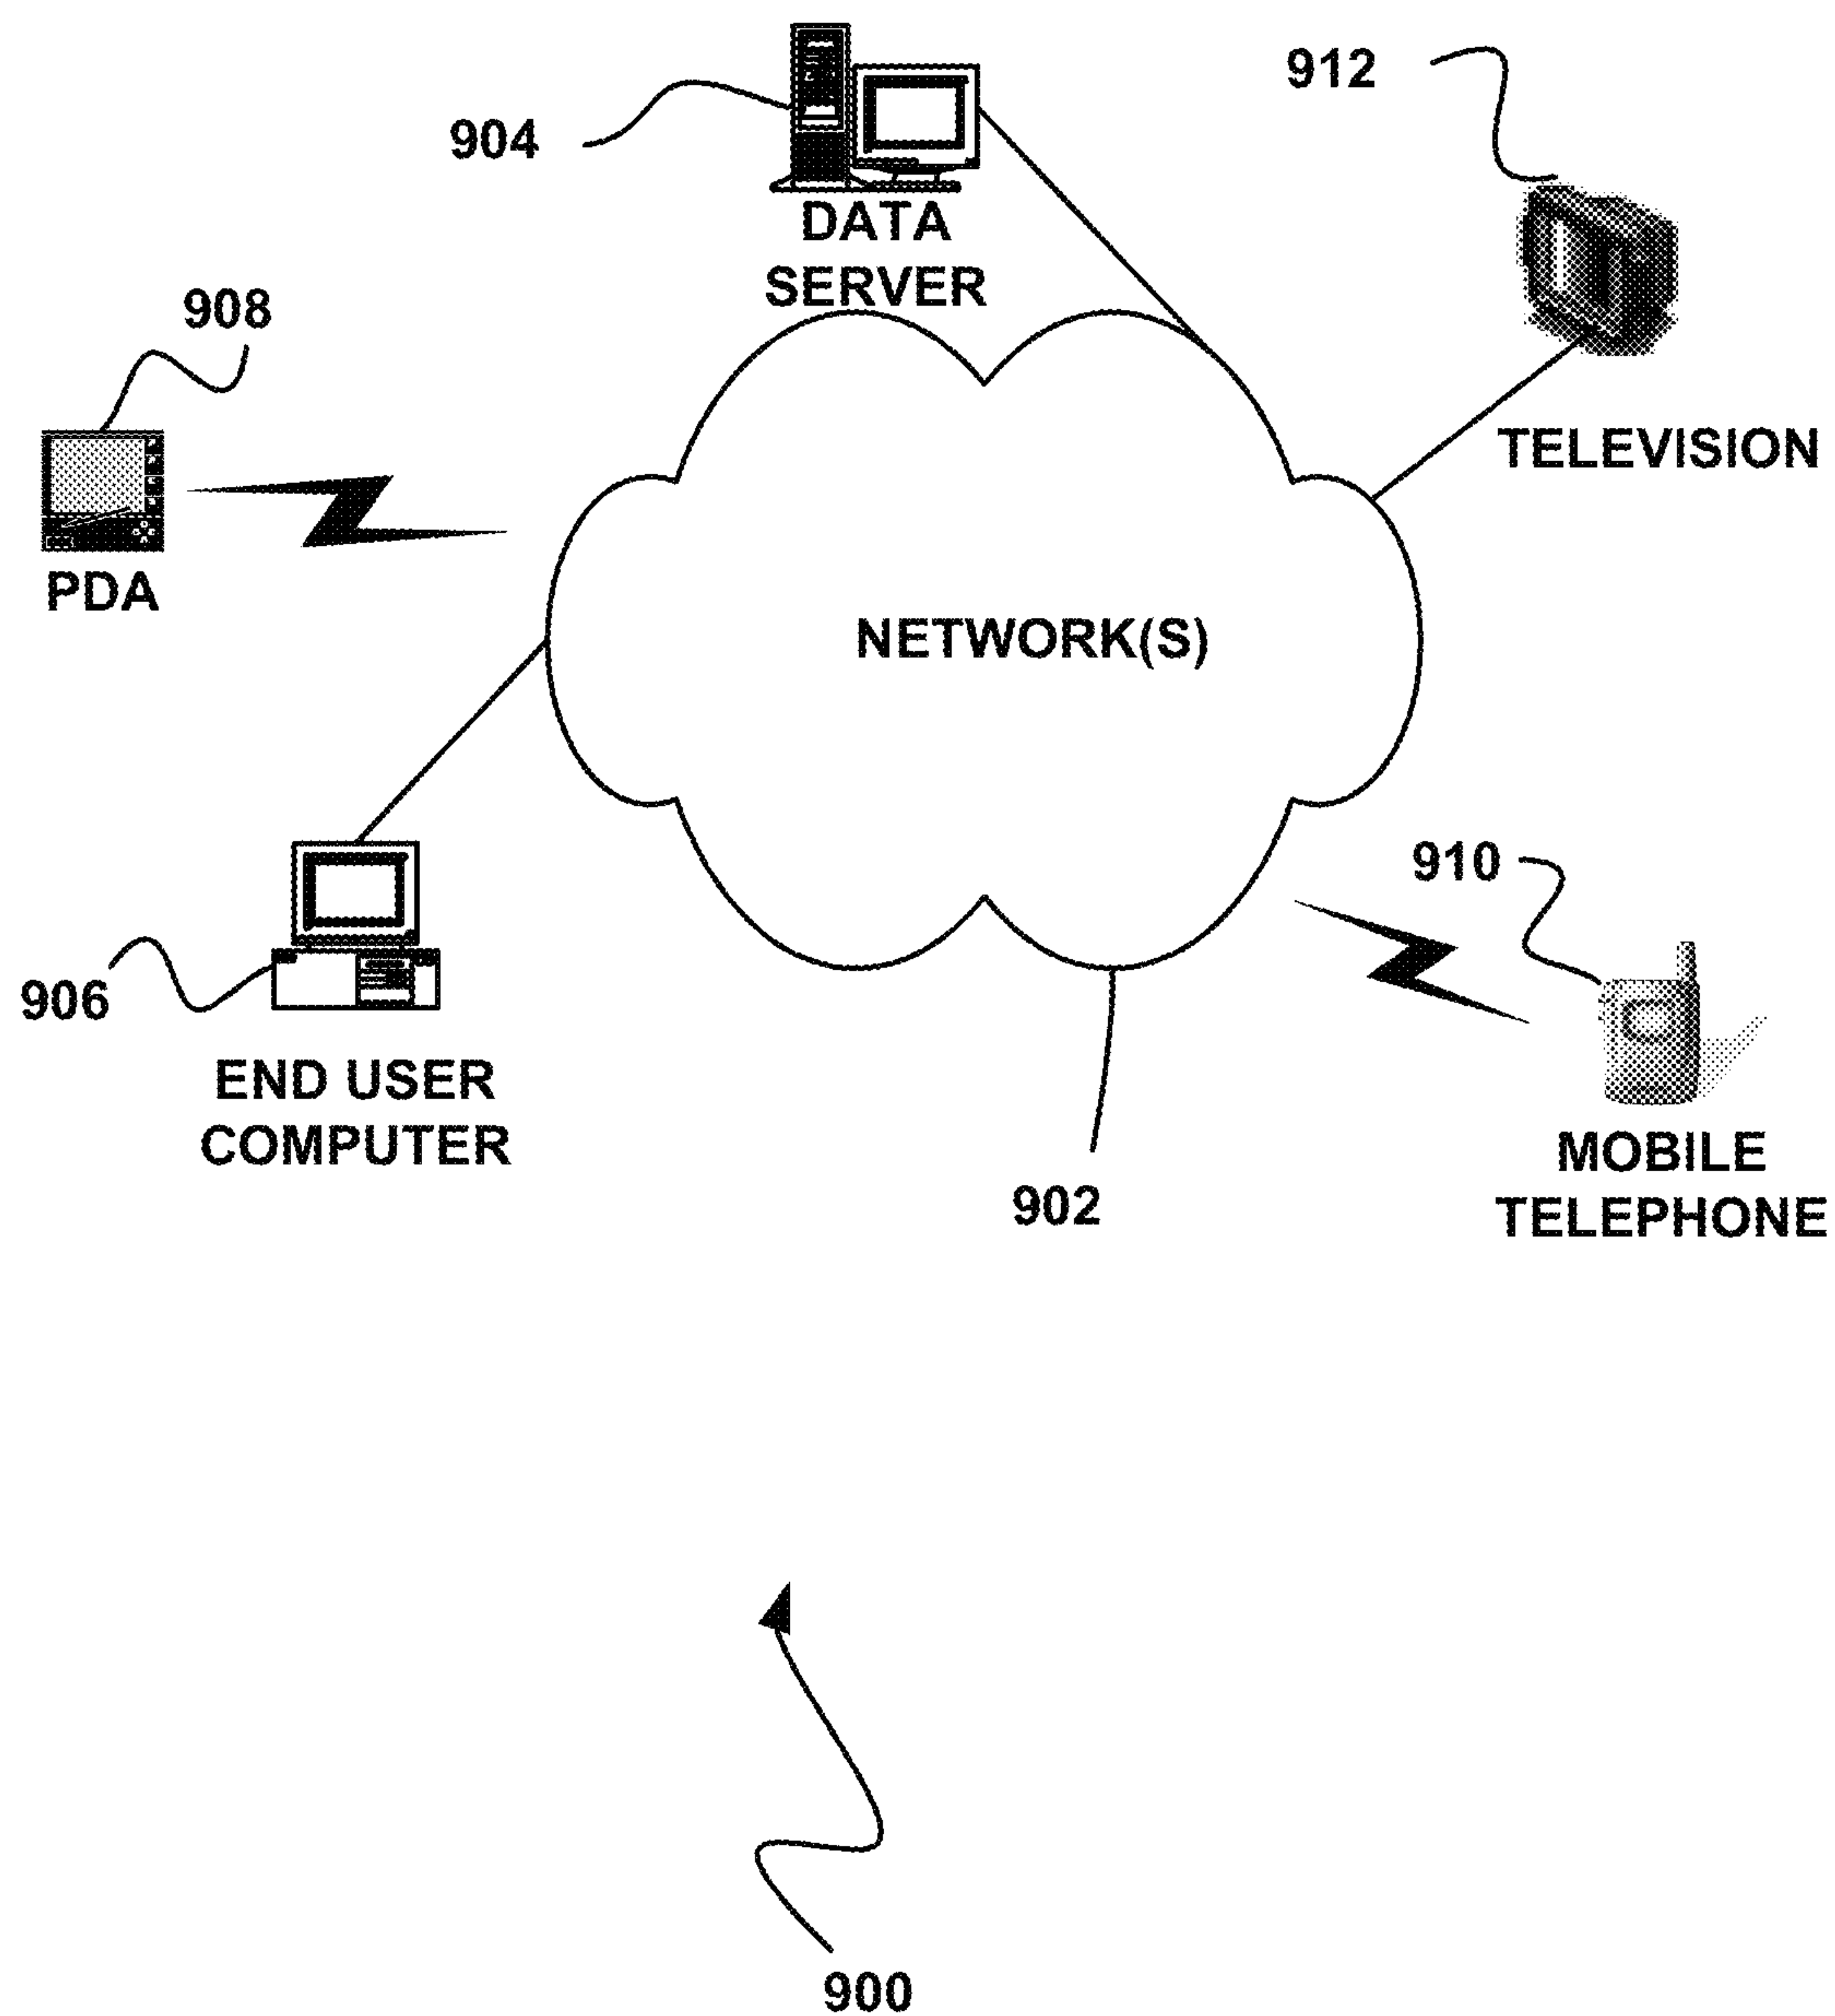 912
904
DATA
SERVER
908
TELEVISION
PDA
NETWORK(S)
910
906
END USER
COMPUTER
902
MOBILE
TELEPHONE
900